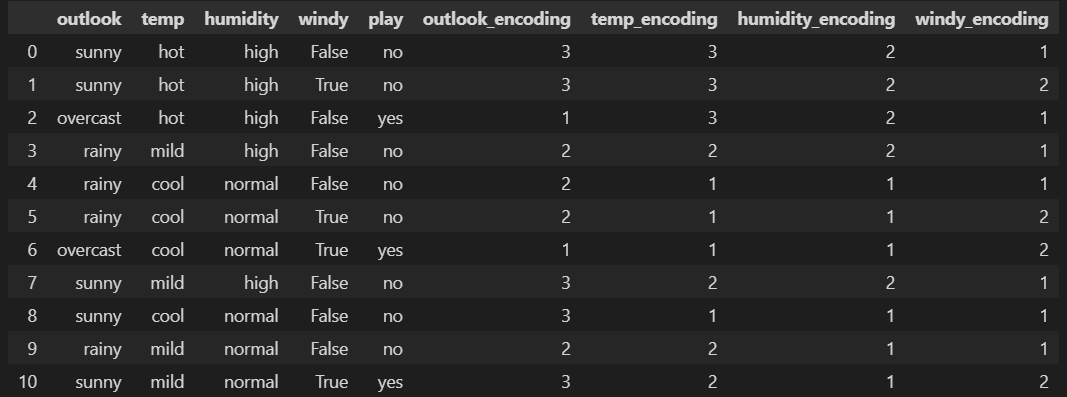 outlook temp humidity windy play outlook_encoding temp_encoding humidity_encoding windy_encoding
0 sunny hot high False no 3 3 2 1
1 sunny hot high True no 3 3 2 2
2 overcast hot high False yes 1 3 2 1
3 rainy mild high False no 2 2 2 1
4 rainy cool normal False no 2 1 1 1
5 rainy cool normal True no 2 1 1 2
6 overcast cool normal True yes 1 1 1 2
7 sunny mild high False no 3 2 2 1
8 sunny cool normal False no 3 1 1 1
9 rainy mild normal False no 2 2 1 1
10 sunny mild normal True yes 3 2 1 2